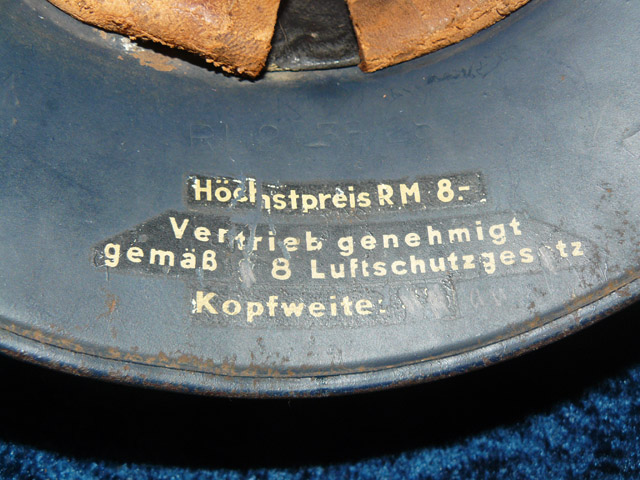 Höchstpreis RM 8.-
Vertrieb genehmigt
gemäß 8 Luftschutzgesetz
Kopfweite: